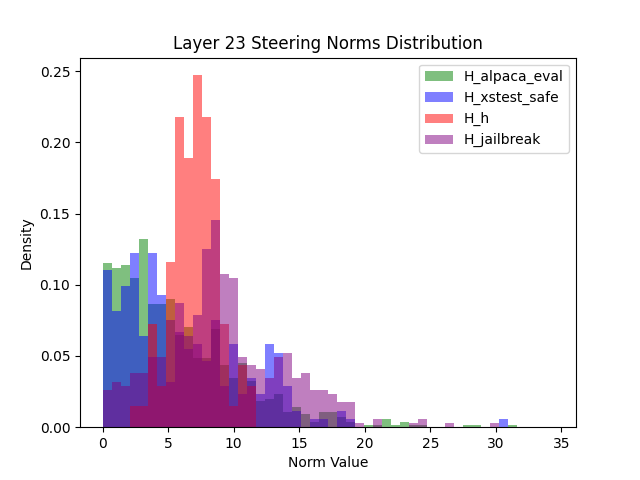 Layer 23 Steering Norms Distribution
H_alpaca_eval
H_xstest_safe
H_h
H_jailbreak
Density
0.25
0.20
0.15
0.10
0.05
0.00
0 5 10 15 20 25 30 35
Norm Value